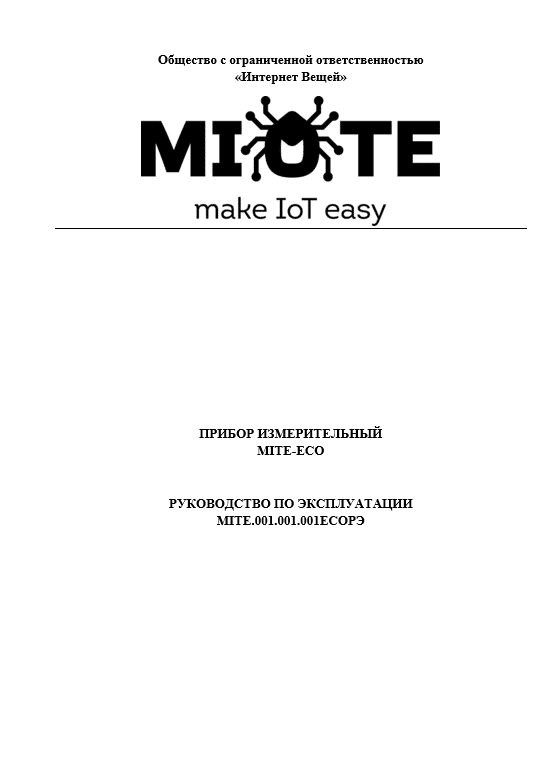 Общество с ограниченной ответственностью
«Интернет Вещей»
MIOTE
make IoT easy
ПРИБОР ИЗМЕРИТЕЛЬНЫЙ
MITE-ECO
РУКОВОДСТВО ПО ЭКСПЛУАТАЦИИ
MITE.001.001.001ECOРЭ